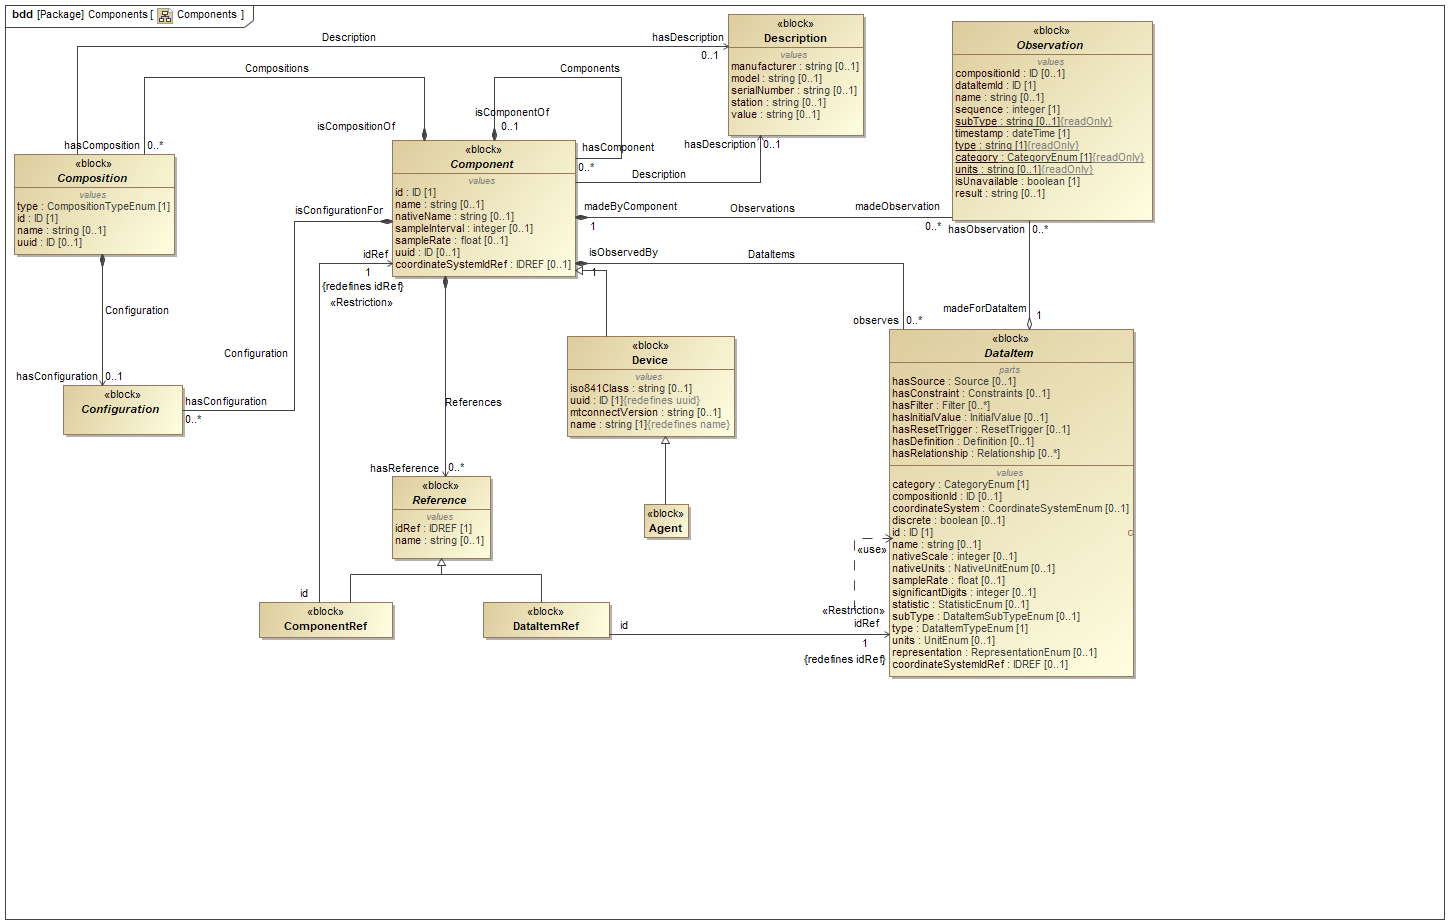 bdd [Package] Components [ Components ]
Description
hasDescription
0..1
Compositions
isCompositionOf
hasComposition
0..*
Components
isComponentOf
0..1
hasComponent
0..*
«block»
Description
values
manufacturer : string [0..1]
model : string [0..1]
serialNumber : string [0..1]
station : string [0..1]
value : string [0..1]
hasDescription
0..1
Description
«block»
Observation
values
compositionId : ID [0..1]
dataItemId : ID [1]
name : string [0..1]
sequence : integer [1]
subType : string [0..1]{readOnly}
timestamp : dateTime [1]
type : string [1]{readOnly}
category : CategoryEnum [1]{readOnly}
units : string [0..1]{readOnly}
isUnavailable : boolean [1]
result : string [0..1]
«block»
Composition
values
type : CompositionTypeEnum [1]
id : ID [1]
name : string [0..1]
uuid : ID [0..1]
«block»
Component
values
id : ID [1]
name : string [0..1]
nativeName : string [0..1]
sampleInterval : integer [0..1]
sampleRate : float [0..1]
uuid : ID [0..1]
coordinateSystemIdRef : IDREF [0..1]
isConfigurationFor
madeByComponent
1
Observations
madeObservation
0..*
hasObservation
0..*
isObservedBy
1
DataItems
observes
0..*
madeForDataItem
1
idRef
1
{redefines idRef}
«Restriction»
Configuration
hasConfiguration
0..1
Configuration
hasConfiguration
0..*
«block»
Configuration
References
hasReference
0..*
«block»
Device
values
iso841Class : string [0..1]
uuid : ID [1]{redefines uuid}
mtconnectVersion : string [0..1]
name : string [1]{redefines name}
«block»
Agent
«block»
Reference
values
idRef : IDREF [1]
name : string [0..1]
id
«block»
ComponentRef
«block»
DataItemRef
id
«use»
«Restriction»
idRef
1
{redefines idRef}
«block»
DataItem
parts
hasSource : Source [0..1]
hasConstraint : Constraints [0..1]
hasFilter : Filter [0..*]
hasInitialValue : InitialValue [0..1]
hasResetTrigger : ResetTrigger [0..1]
hasDefinition : Definition [0..1]
hasRelationship : Relationship [0..*]
values
category : CategoryEnum [1]
compositionId : ID [0..1]
coordinateSystem : CoordinateSystemEnum [0..1]
discrete : boolean [0..1]
id : ID [1]
name : string [0..1]
nativeScale : integer [0..1]
nativeUnits : NativeUnitEnum [0..1]
sampleRate : float [0..1]
significantDigits : integer [0..1]
statistic : StatisticEnum [0..1]
subType : DataItemSubTypeEnum [0..1]
type : DataItemTypeEnum [1]
units : UnitEnum [0..1]
representation : RepresentationEnum [0..1]
coordinateSystemIdRef : IDREF [0..1]